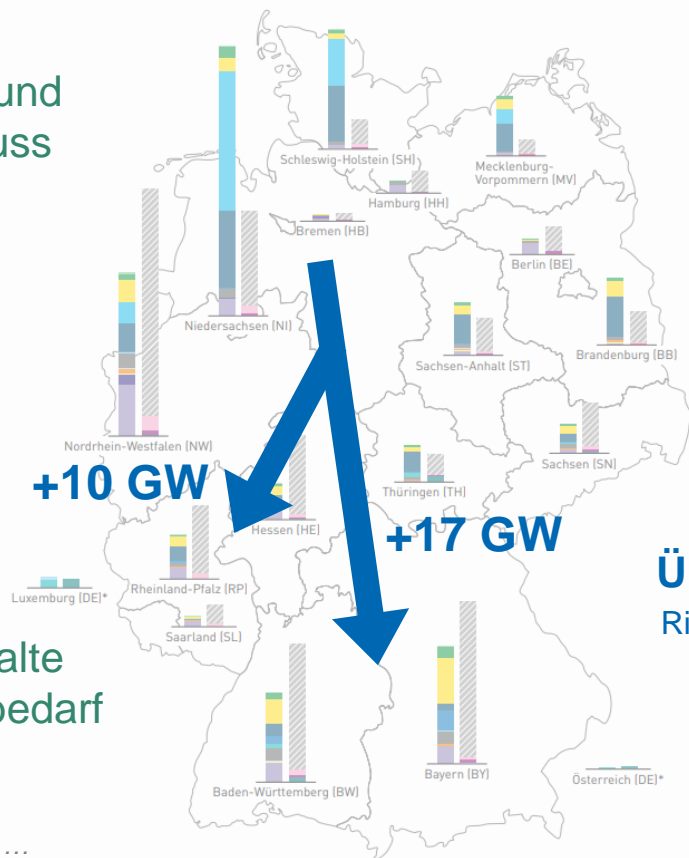 und
uss
Schleswig-Holstein (SH)
Mecklenburg-
Vorpommern (MV)
Hamburg (HH)
Bremen (HB)
Berlin (BE)
Niedersachsen (NI)
Sachsen-Anhalt (ST)
Brandenburg (BB)
Nordrhein-Westfalen (NW)
Sachsen (SN)
+10 GW
Thüringen (TH)
Hessen (HE)
+17 GW
Luxemburg (DE)*
Rheinland-Pfalz (RP)
Ü
Ri
Saarland (SL)
alte
bedarf
Bayern (BY)
Österreich (DE)*
Baden-Württemberg (BW)
...